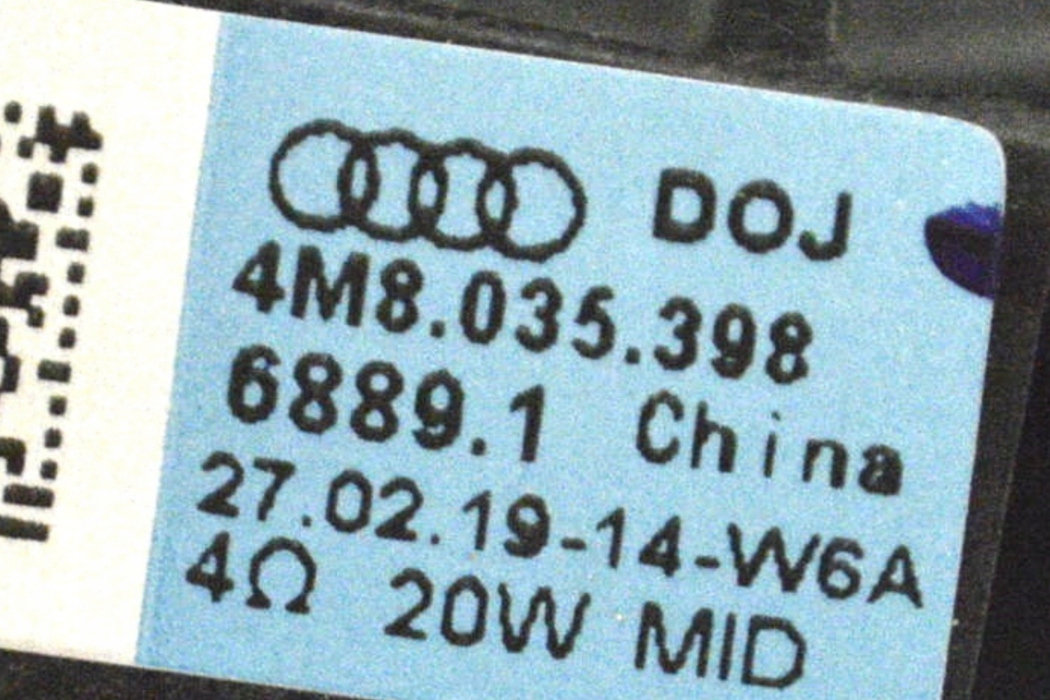 DOJ
4M8.035.398
6889.1 China
27.02.19-14-W6A
4Ω 20W MID